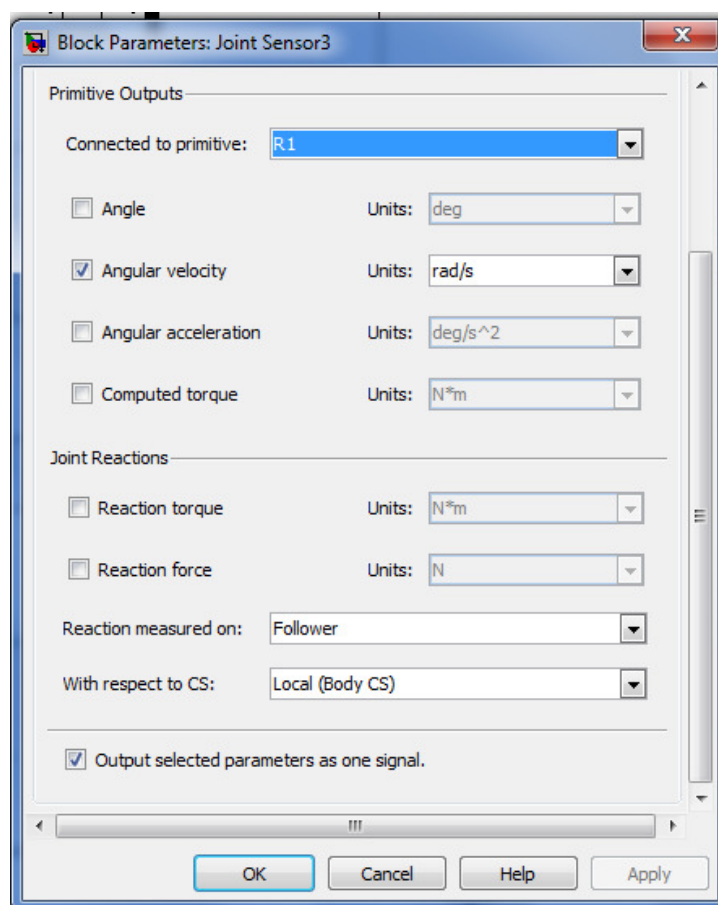 Block Parameters: Joint Sensor3
Primitive Outputs
Connected to primitive: R1
Angle Units: deg
Angular velocity Units: rad/s
Angular acceleration Units: deg/s^2
Computed torque Units: N*m
Joint Reactions
Reaction torque Units: N*m
Reaction force Units: N
Reaction measured on: Follower
With respect to CS: Local (Body CS)
Output selected parameters as one signal.
OK Cancel Help Apply